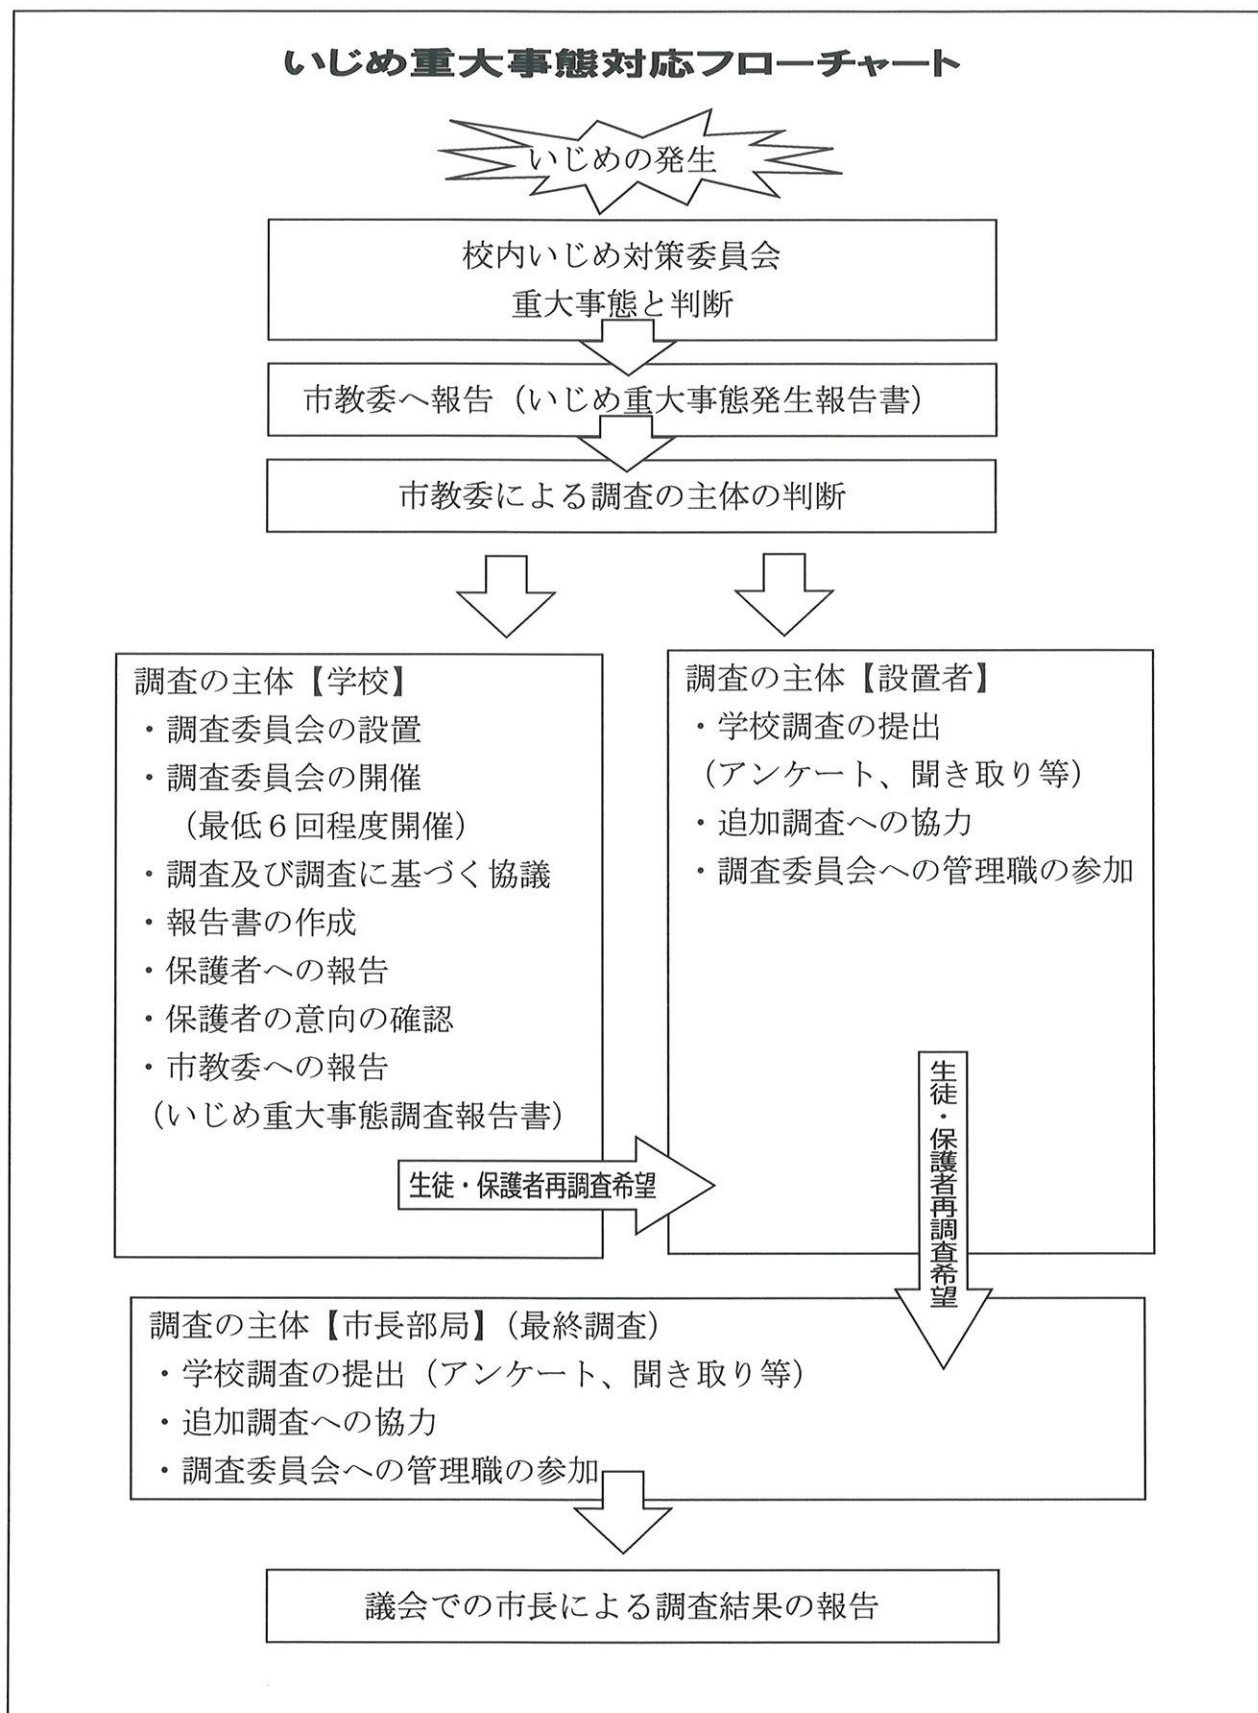 いじめ重大事態対応フローチャート
いじめの発生
校内いじめ対策委員会
重大事態と判断
市教委へ報告（いじめ重大事態発生報告書）
市教委による調査の主体の判断
調査の主体【学校】
・調査委員会の設置
・調査委員会の開催
（最低６回程度開催）
・調査及び調査に基づく協議
・報告書の作成
・保護者への報告
・保護者の意向の確認
・市教委への報告
（いじめ重大事態調査報告書）
生徒・保護者再調査希望
調査の主体【設置者】
・学校調査の提出
（アンケート、聞き取り等）
・追加調査への協力
・調査委員会への管理職の参加
生徒・保護者再調査希望
調査の主体【市長部局】（最終調査）
・学校調査の提出（アンケート、聞き取り等）
・追加調査への協力
・調査委員会への管理職の参加
議会での市長による調査結果の報告